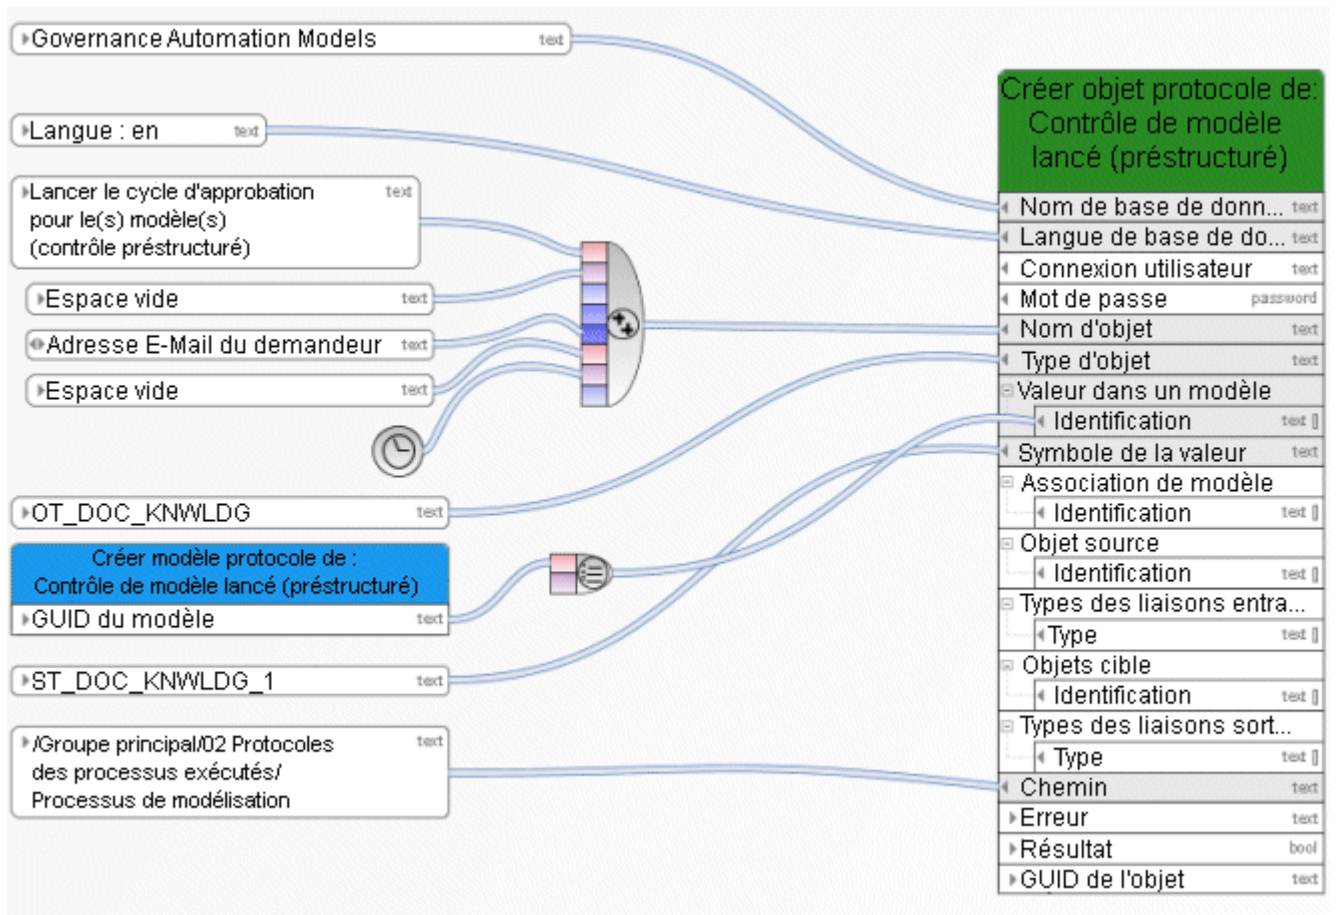 Governance Automation Models text
Langue : en text
Lancer le cycle d'approbation text
pour le(s) modèle(s)
(contrôle préstructuré)
Espace vide text
Adresse E-Mail du demandeur text
Espace vide text
OT_DOC_KNWLDG text
Créer modèle protocole de :
Contrôle de modèle lancé (préstructuré)
GUID du modèle text
ST_DOC_KNWLDG_1 text
/Groupe principal/02 Protocoles text
des processus exécutés/
Processus de modélisation
Créer objet protocole de:
Contrôle de modèle
lancé (préstructuré)
Nom de base de donn... text
Langue de base de do... text
Connexion utilisateur text
Mot de passe password
Nom d'objet text
Type d'objet text
Valeur dans un modèle
Identification text []
Symbole de la valeur text
Association de modèle
Identification text []
Objet source
Identification text []
Types des liaisons entra...
Type text []
Objets cible
Identification text []
Types des liaisons sort...
Type text []
Chemin text
Erreur text
Résultat bool
GUID de l'objet text